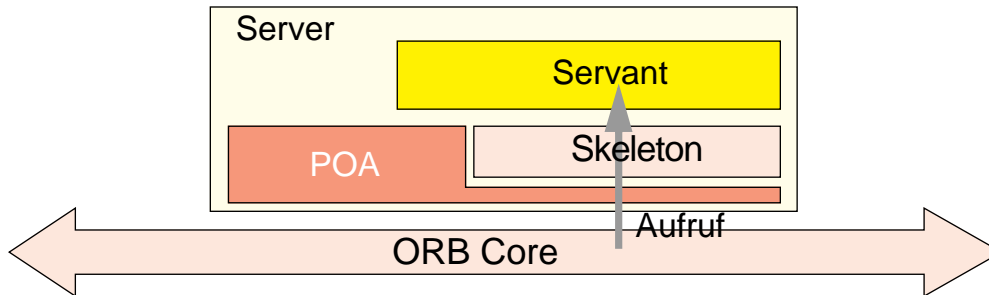 Server
Servant
POA
Skeleton
Aufruf
ORB Core